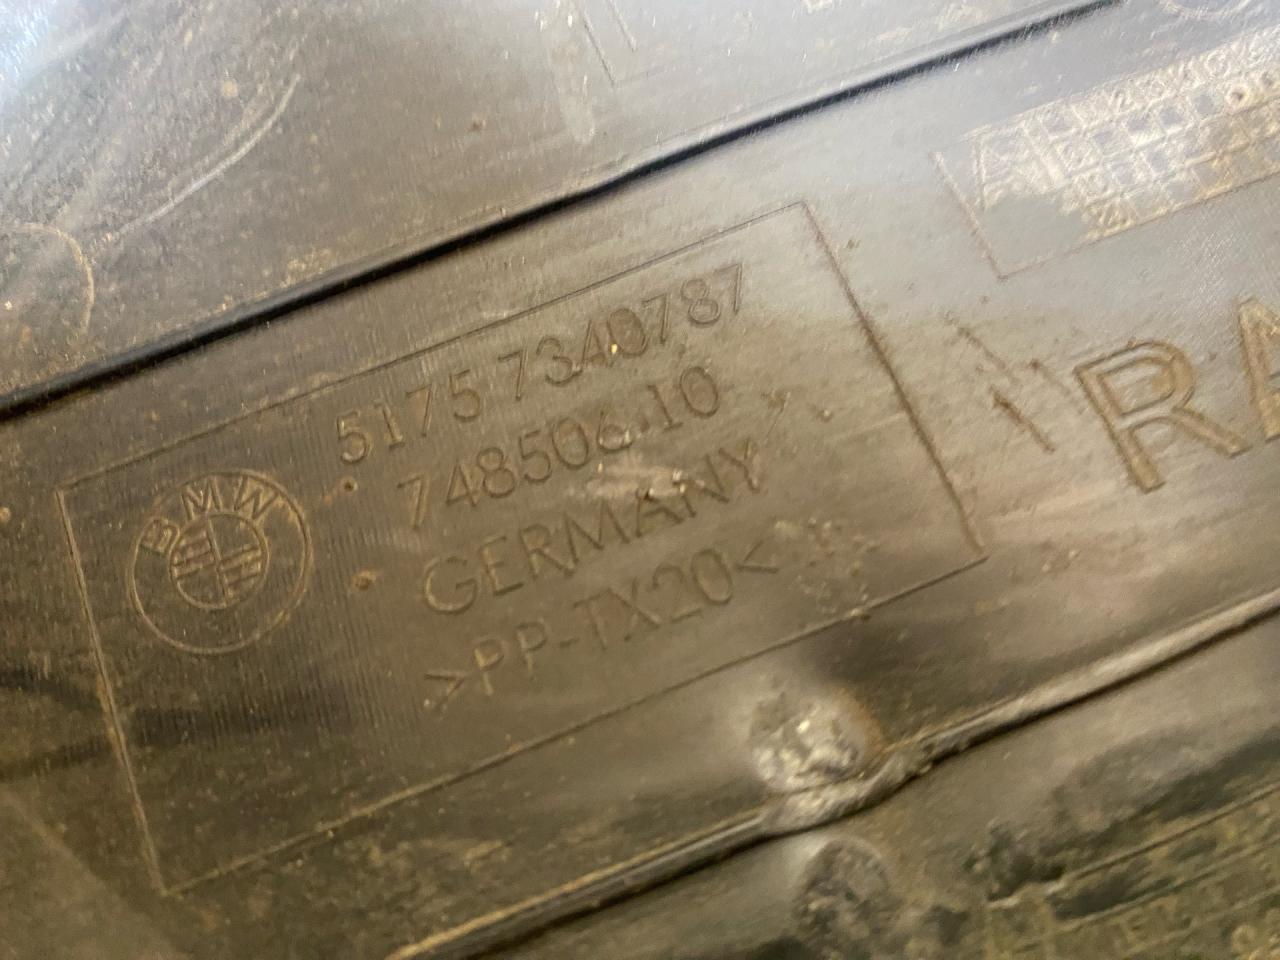 BMW
5175 7340787
748506.10
GERMANY
>PP-TX20<